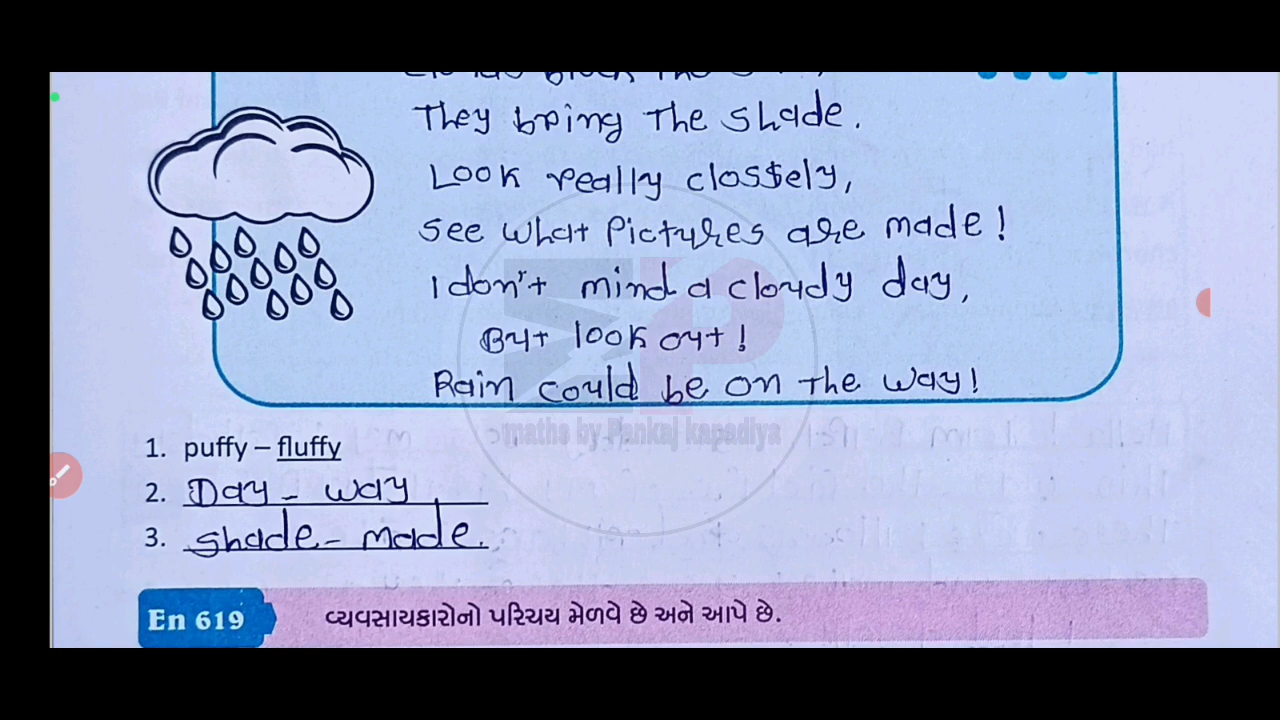 They bring The shade.
Look really clossely,
see what Pictures are made!
I don't mind a cloudy day,
But look out!
Rain could be on the way!
maths by Pankaj kapadiya
1. puffy – fluffy
2. Day - way
3. shade - made.
En 619 વ્યવસાયકારોનો પરિચય મેળવે છે અને આપે છે.